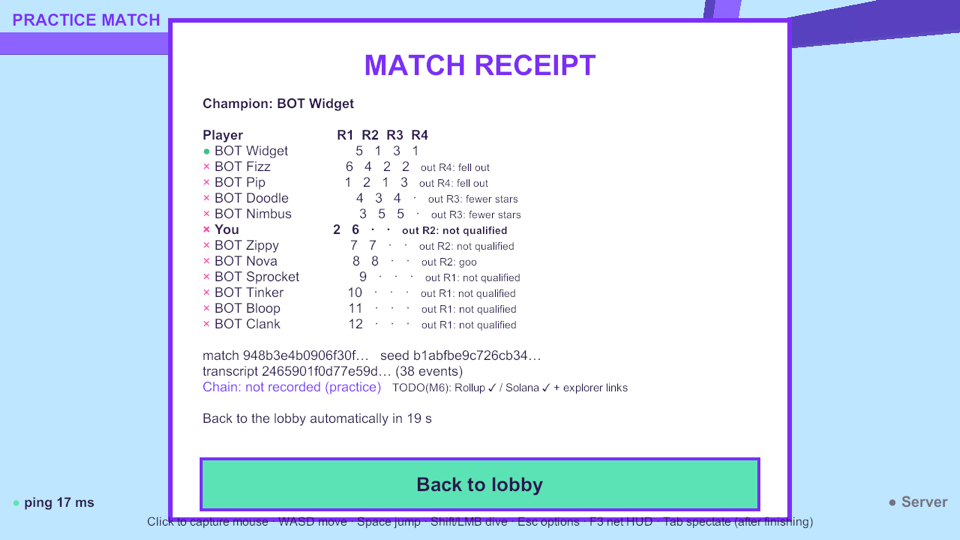 PRACTICE MATCH
MATCH RECEIPT
Champion: BOT Widget
Player R1 R2 R3 R4
● BOT Widget 5 1 3 1
× BOT Fizz 6 4 2 2 out R4: fell out
× BOT Pip 1 2 1 3 out R4: fell out
× BOT Doodle 4 3 4 · out R3: fewer stars
× BOT Nimbus 3 5 5 · out R3: fewer stars
× You 2 6 · · out R2: not qualified
× BOT Zippy 7 7 · · out R2: not qualified
× BOT Nova 8 8 · · out R2: goo
× BOT Sprocket 9 · · · out R1: not qualified
× BOT Tinker 10 · · · out R1: not qualified
× BOT Bloop 11 · · · out R1: not qualified
× BOT Clank 12 · · · out R1: not qualified
match 948b3e4b0906f30f… seed b1abfbe9c726cb34…
transcript 2465901f0d77e59d… (38 events)
Chain: not recorded (practice) TODO(M6): Rollup ✓ / Solana ✓ + explorer links
Back to the lobby automatically in 19 s
Back to lobby
● ping 17 ms
● Server
Click to capture mouse · WASD move · Space jump · Shift/LMB dive · Esc options · F3 net HUD · Tab spectate (after finishing)